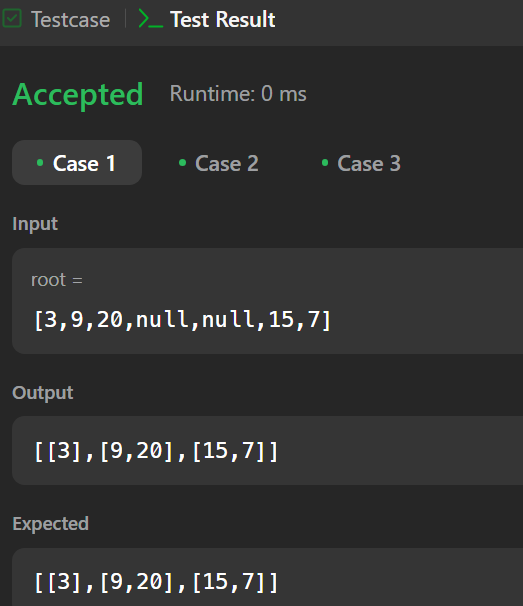 Testcase
Test Result
Accepted Runtime: 0 ms
Case 1 Case 2 Case 3
Input
root =
[3,9,20,null,null,15,7]
Output
[[3],[9,20],[15,7]]
Expected
[[3],[9,20],[15,7]]